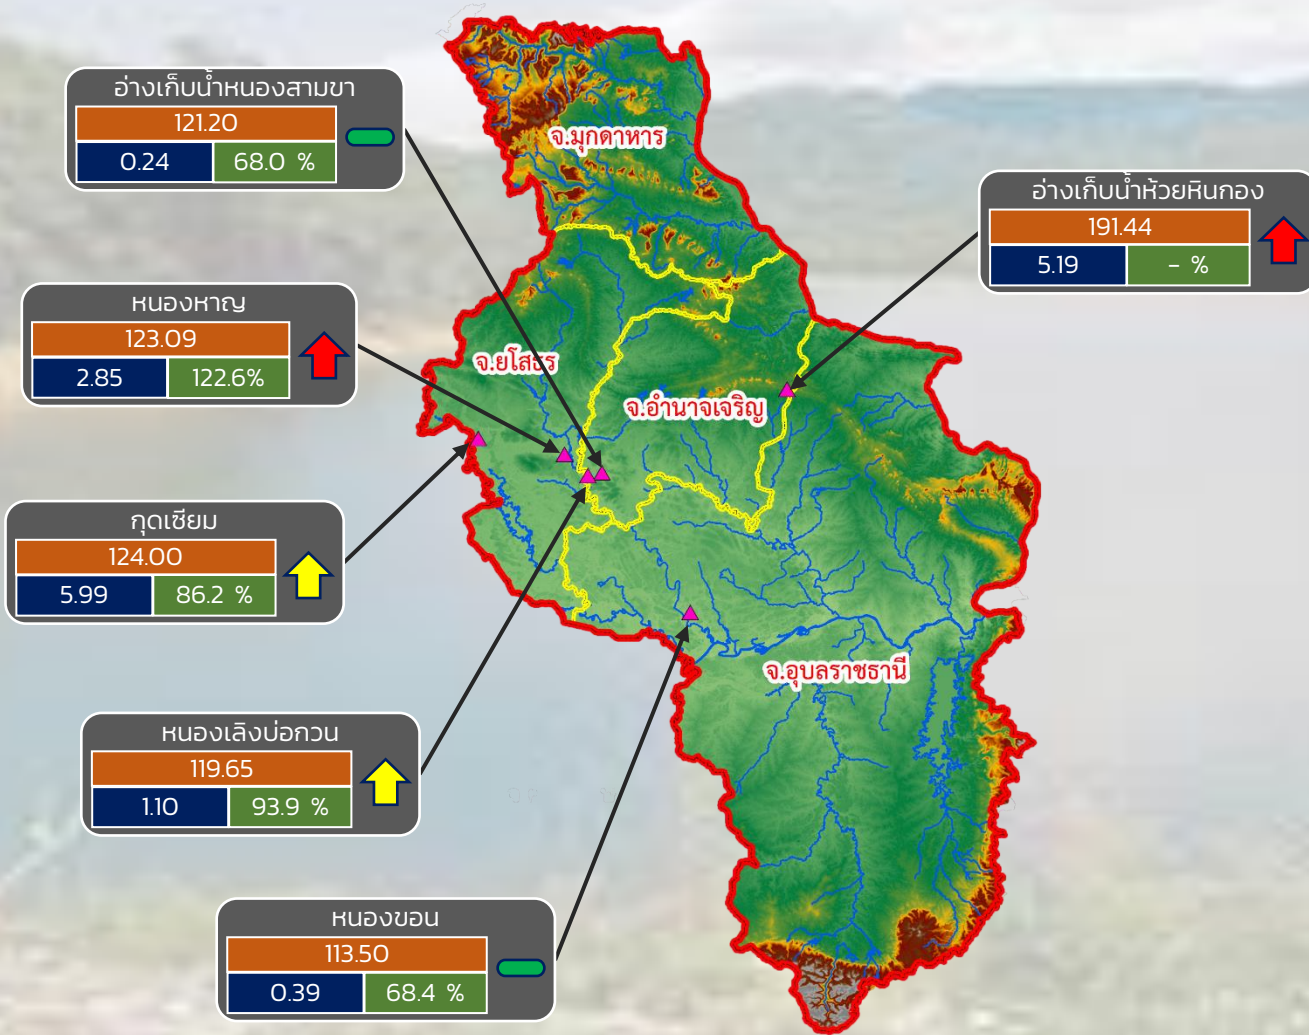 อ่างเก็บน้ำหนองสามขา
121.20
0.24 68.0 %
จ.มุกดาหาร
อ่างเก็บน้ำห้วยหินกอง
191.44
5.19 - %
หนองหาญ
123.09
2.85 122.6%
จ.ยโสธร
จ.อำนาจเจริญ
กุดเซียม
124.00
5.99 86.2 %
จ.อุบลราชธานี
หนองเลิงบ่อกวน
119.65
1.10 93.9 %
หนองขอน
113.50
0.39 68.4 %